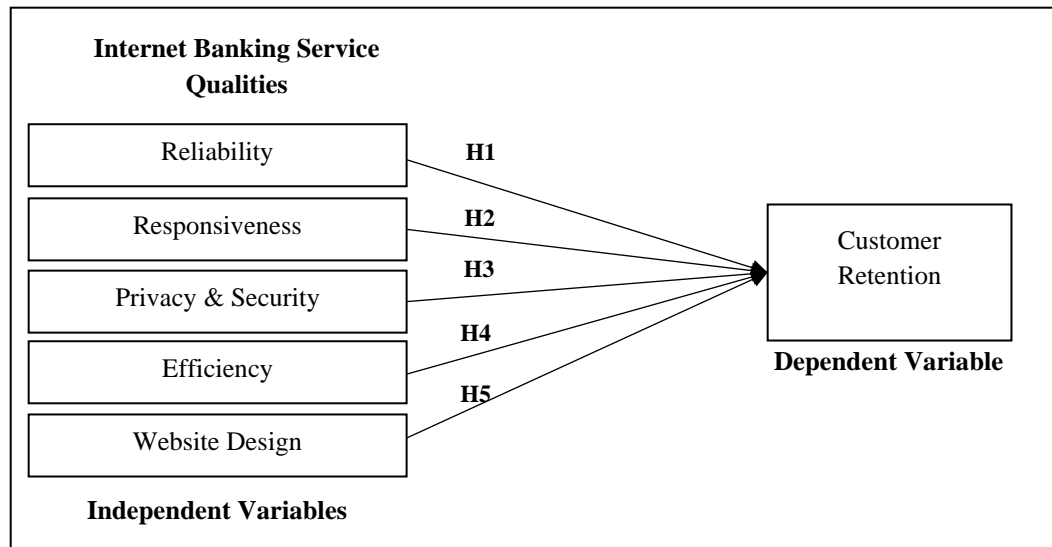 Internet Banking Service
Qualities
Reliability
H1
Responsiveness
H2
Privacy & Security
H3
Efficiency
H4
Website Design
H5
Independent Variables
Customer
Retention
Dependent Variable